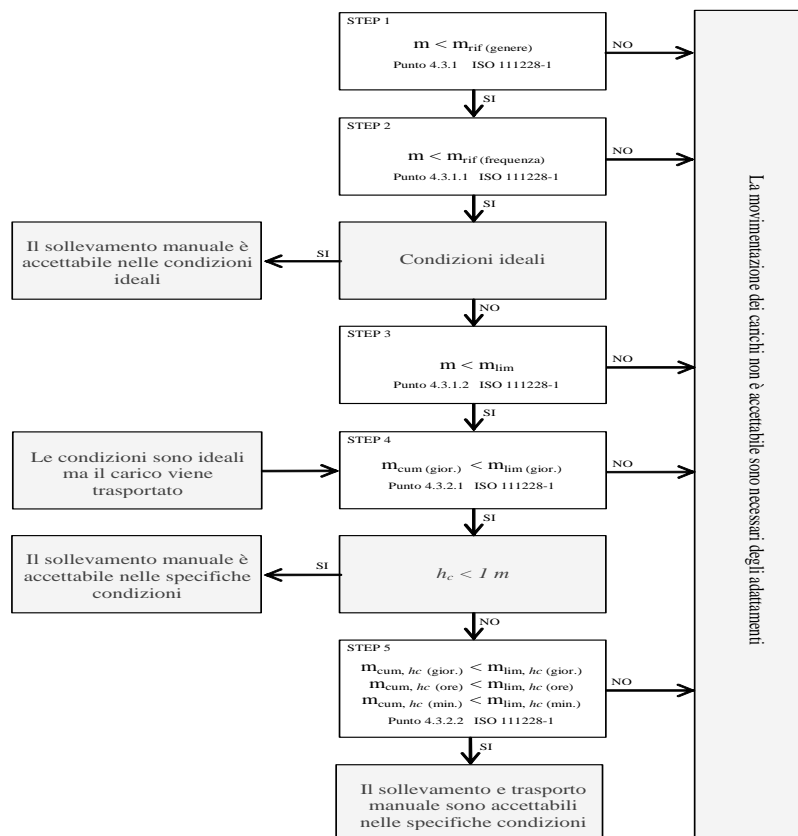 STEP 1
m < mrif (genere)
Punto 4.3.1 ISO 111228-1
NO
SI
STEP 2
m < mrif (frequenza)
Punto 4.3.1.1 ISO 111228-1
NO
SI
Il sollevamento manuale è
accettabile nelle condizioni
ideali
SI
Condizioni ideali
NO
STEP 3
m < mlim
Punto 4.3.1.2 ISO 111228-1
NO
SI
Le condizioni sono ideali
ma il carico viene
trasportato
STEP 4
mcum (gior.) < mlim (gior.)
Punto 4.3.2.1 ISO 111228-1
NO
SI
Il sollevamento manuale è
accettabile nelle specifiche
condizioni
SI
hc < 1 m
NO
STEP 5
mcum, hc (gior.) < mlim, hc (gior.)
mcum, hc (ore) < mlim, hc (ore)
mcum, hc (min.) < mlim, hc (min.)
Punto 4.3.2.2 ISO 111228-1
NO
SI
Il sollevamento e trasporto
manuale sono accettabili
nelle specifiche condizioni
La movimentazione dei carichi non è accettabile sono necessari degli adattamenti